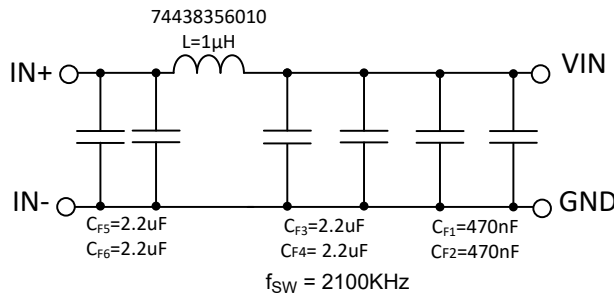 74438356010
L=1µH
IN+
VIN
IN-
GND
CF5=2.2uF
CF6=2.2uF
CF3=2.2uF
CF4= 2.2uF
CF1=470nF
CF2=470nF
fSW = 2100KHz